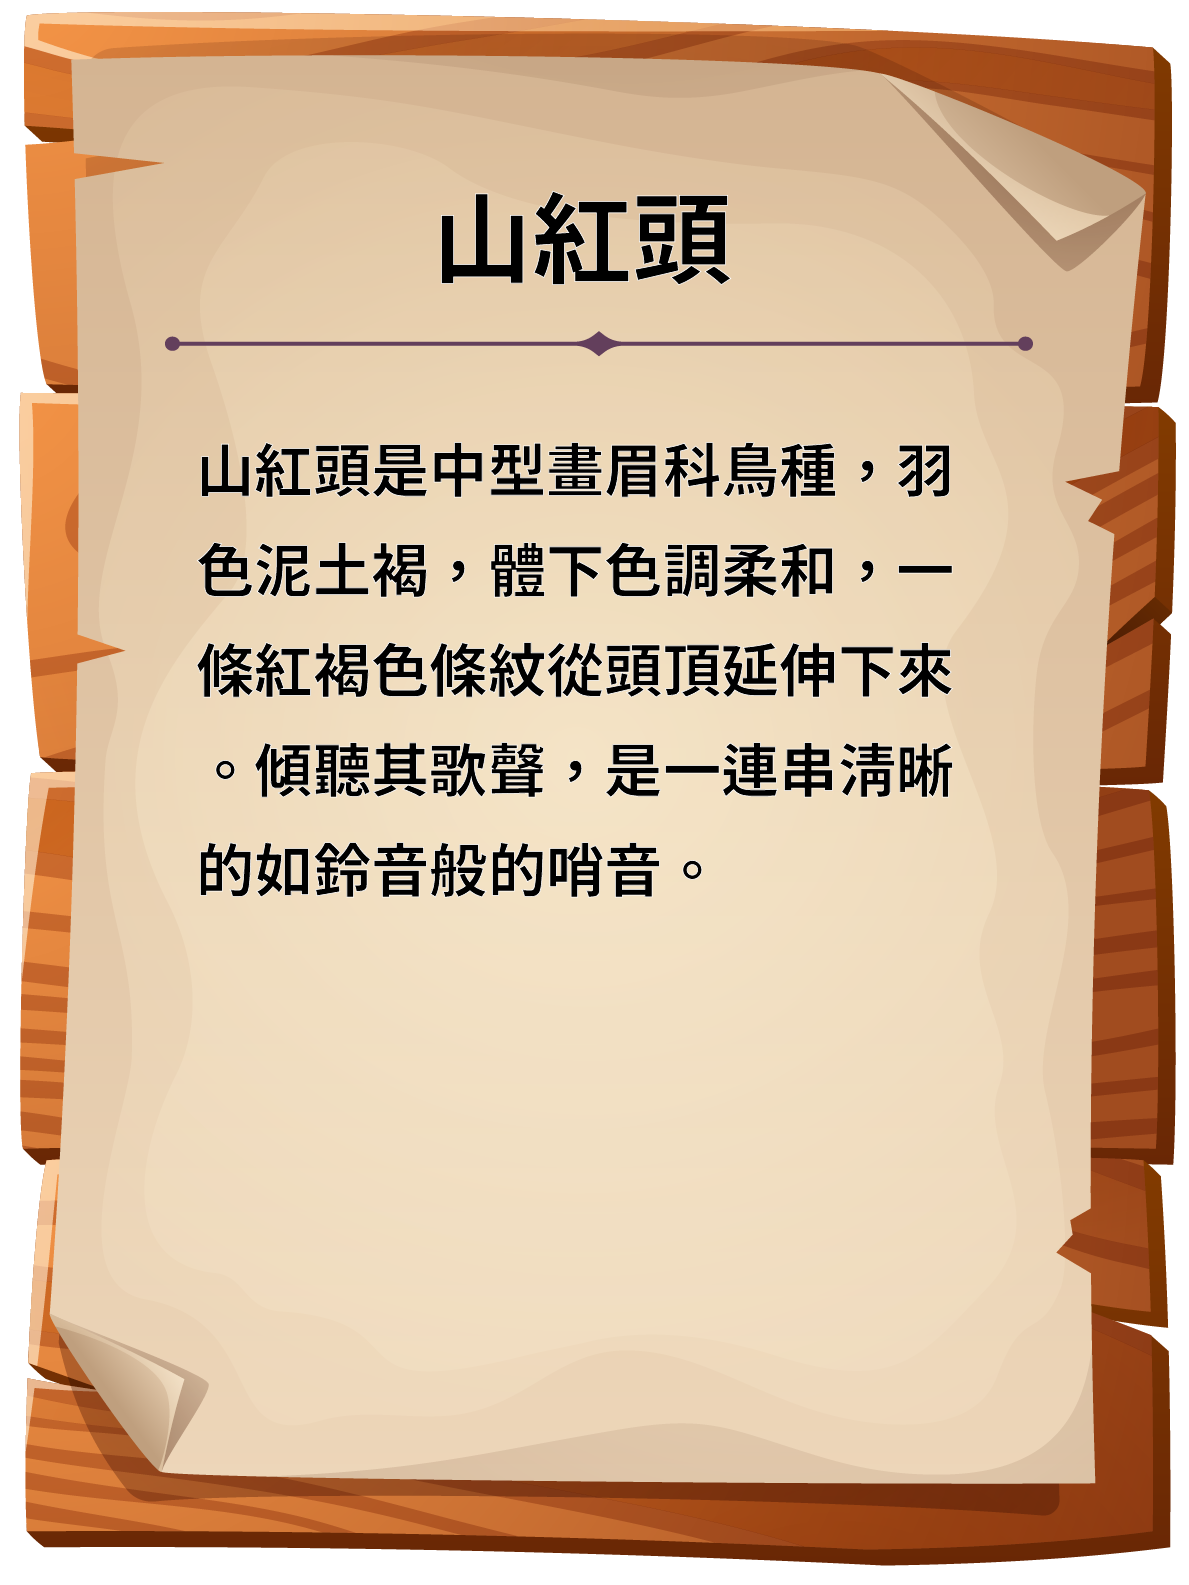 山紅頭
山紅頭是中型畫眉科鳥種，羽
色泥土褐，體下色調柔和，一
條紅褐色條紋從頭頂延伸下來
。傾聽其歌聲，是一連串清晰
的如鈴音般的哨音。